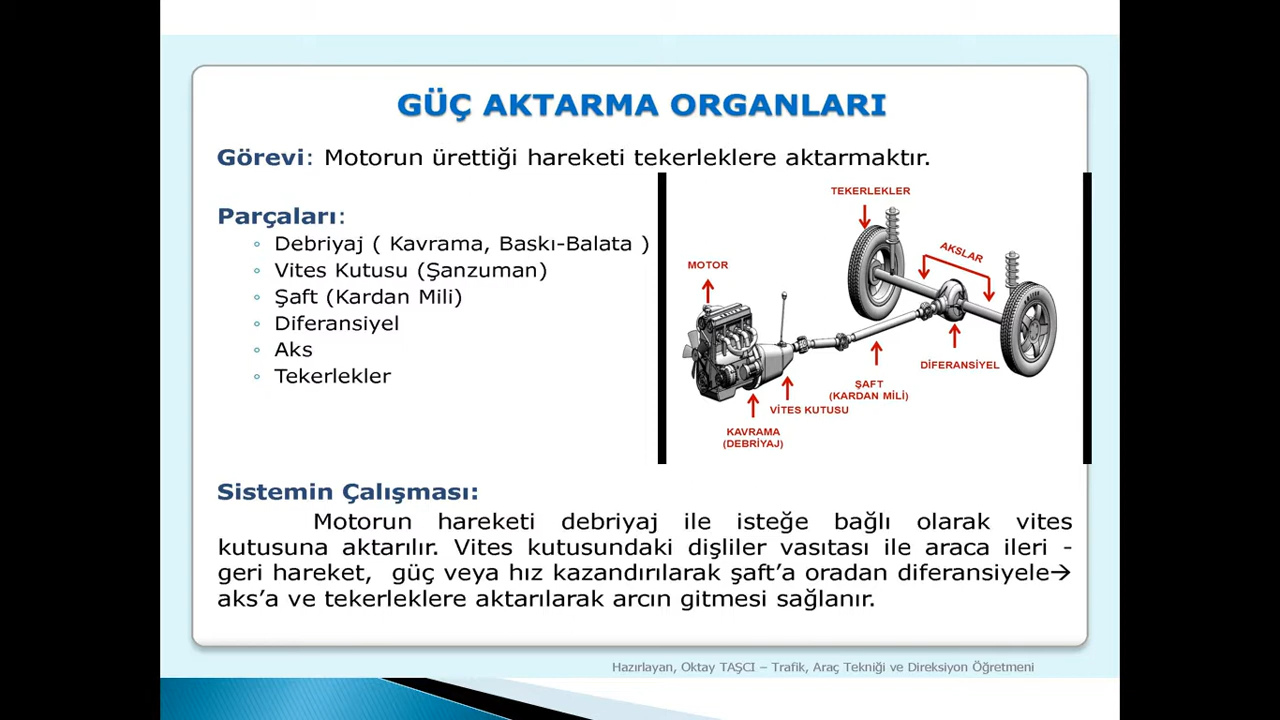 GÜÇ AKTARMA ORGANLARI
Görevi: Motorun ürettiği hareketi tekerleklere aktarmaktır.
Parçaları:
◦ Debriyaj ( Kavrama, Baskı-Balata )
◦ Vites Kutusu (Şanzuman)
◦ Şaft (Kardan Mili)
◦ Diferansiyel
◦ Aks
◦ Tekerlekler
TEKERLEKLER
AKSLAR
MOTOR
DİFERANSİYEL
ŞAFT
(KARDAN MİLİ)
VİTES KUTUSU
KAVRAMA
(DEBRİYAJ)
Sistemin Çalışması:
Motorun hareketi debriyaj ile isteğe bağlı olarak vites
kutusuna aktarılır. Vites kutusundaki dişliler vasıtası ile araca ileri -
geri hareket, güç veya hız kazandırılarak şaft’a oradan diferansiyele→
aks’a ve tekerleklere aktarılarak arcın gitmesi sağlanır.
Hazırlayan, Oktay TAŞCI – Trafik, Araç Tekniği ve Direksiyon Öğretmeni